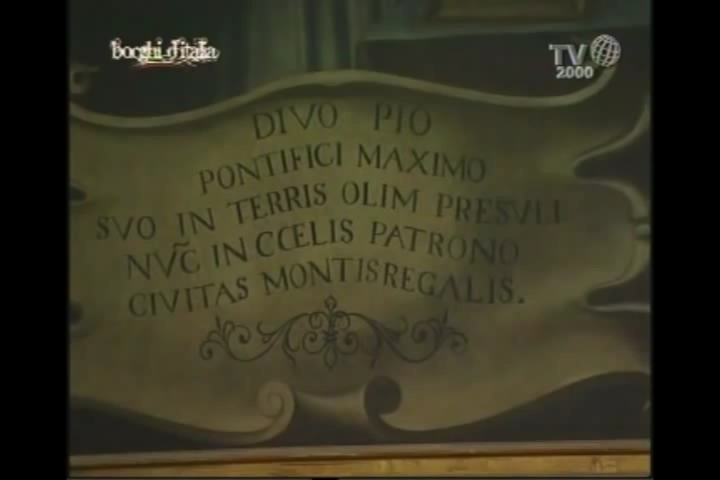 borghi d'italia
TV
2000
DIVO PIO
PONTIFICI MAXIMO
SVO IN TERRIS OLIM PRESVLI
NVC̃ IN CŒLIS PATRONO
CIVITAS MONTISREGALIS.